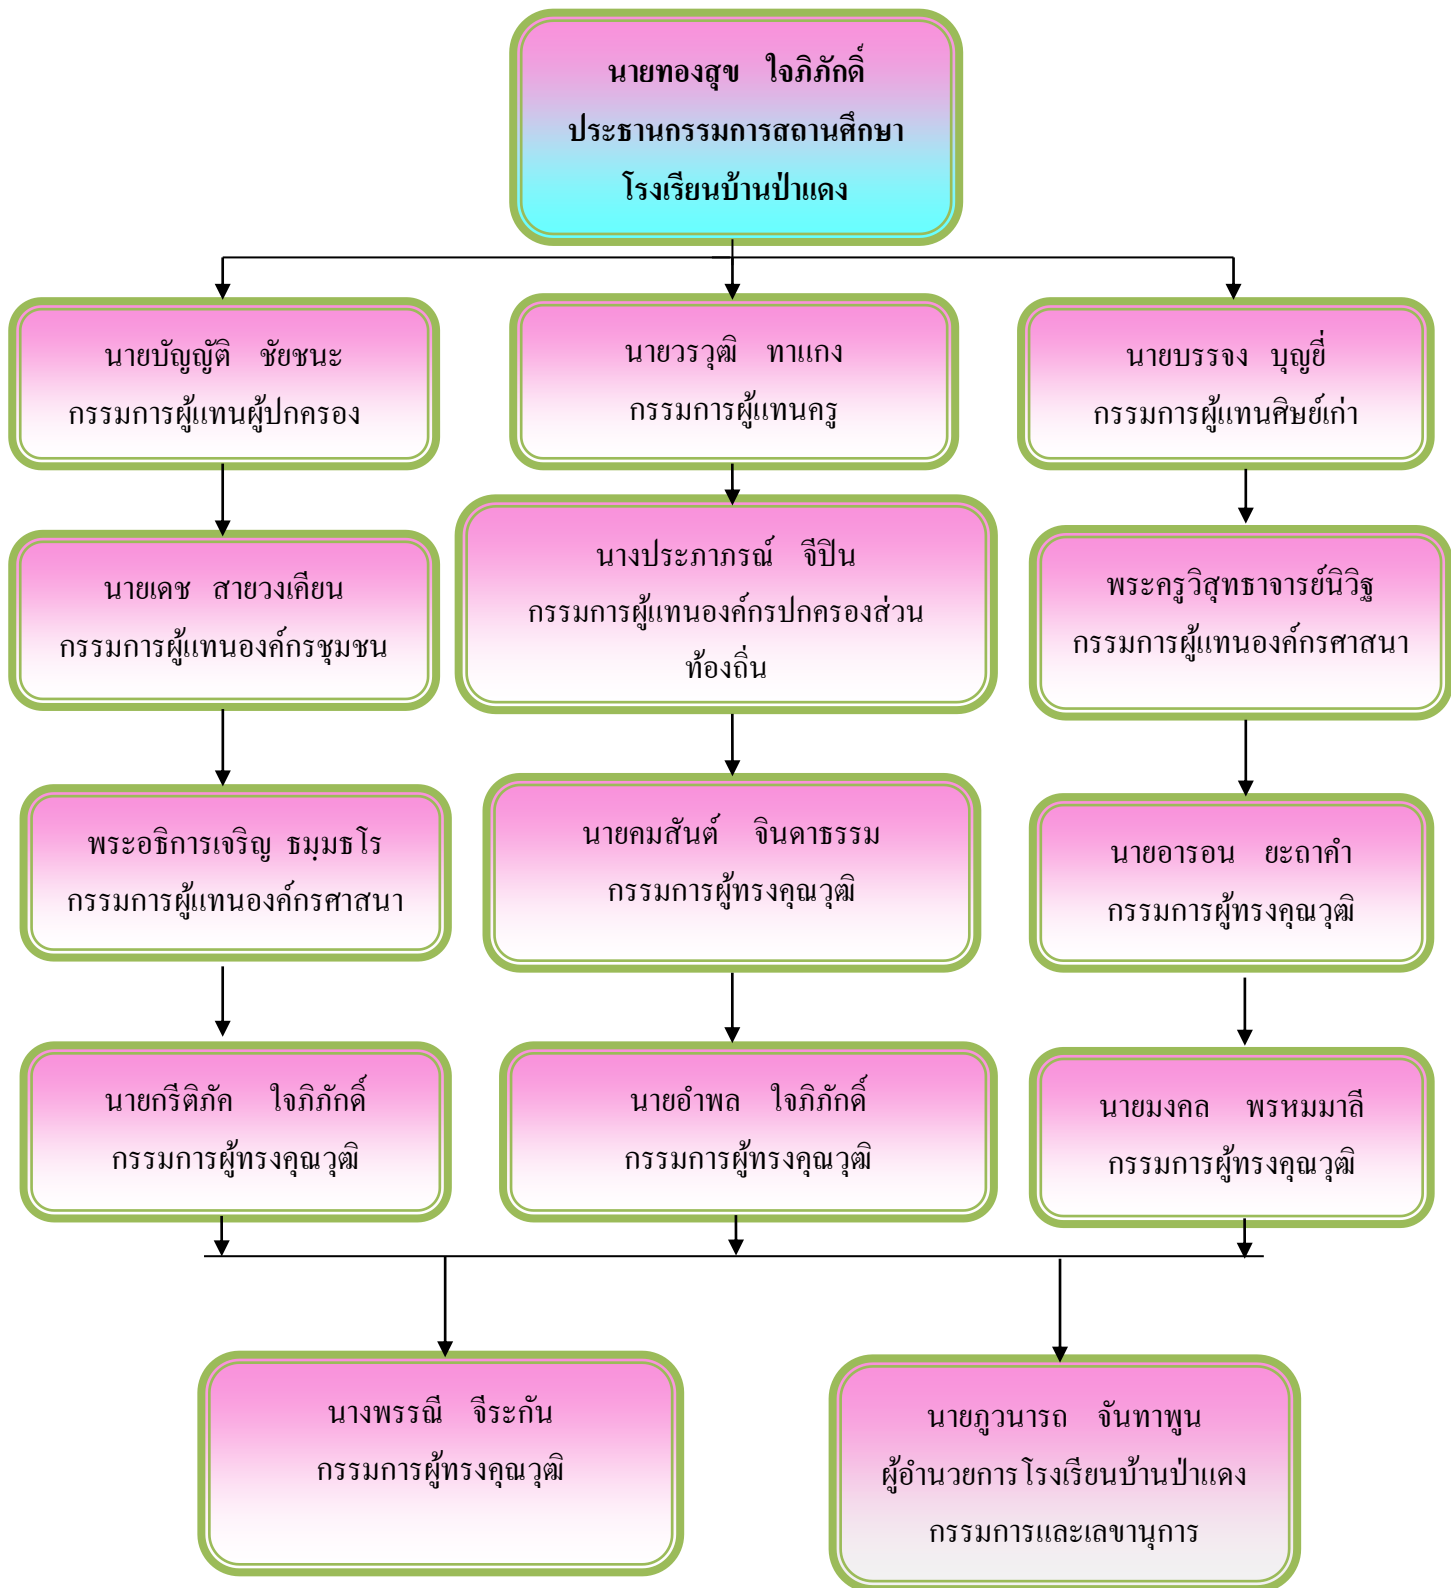 นายทองสุข ใจภิภักดิ์
ประธานกรรมการสถานศึกษา
โรงเรียนบ้านป่าแดง
นายบัญญัติ ชัยชนะ
กรรมการผู้แทนผู้ปกครอง
นายวรวุฒิ ทาแกง
กรรมการผู้แทนครู
นายบรรจง บุญยี่
กรรมการผู้แทนศิษย์เก่า
นายเดช สายวงเคียน
กรรมการผู้แทนองค์กรชุมชน
นางประภาภรณ์ จีปิน
กรรมการผู้แทนองค์กรปกครองส่วน
ท้องถิ่น
พระครูวิสุทธาจารย์นิวิฐ
กรรมการผู้แทนองค์กรศาสนา
พระอธิการเจริญ ธมฺมธโร
กรรมการผู้แทนองค์กรศาสนา
นายคมสันต์ จินดาธรรม
กรรมการผู้ทรงคุณวุฒิ
นายอารอน ยะถาคำ
กรรมการผู้ทรงคุณวุฒิ
นายกรีติภัค ใจภิภักดิ์
กรรมการผู้ทรงคุณวุฒิ
นายอำพล ใจภิภักดิ์
กรรมการผู้ทรงคุณวุฒิ
นายมงคล พรหมมาลี
กรรมการผู้ทรงคุณวุฒิ
นางพรรณี จีระกัน
กรรมการผู้ทรงคุณวุฒิ
นายภูวนารถ จันทาพูน
ผู้อำนวยการโรงเรียนบ้านป่าแดง
กรรมการและเลขานุการ